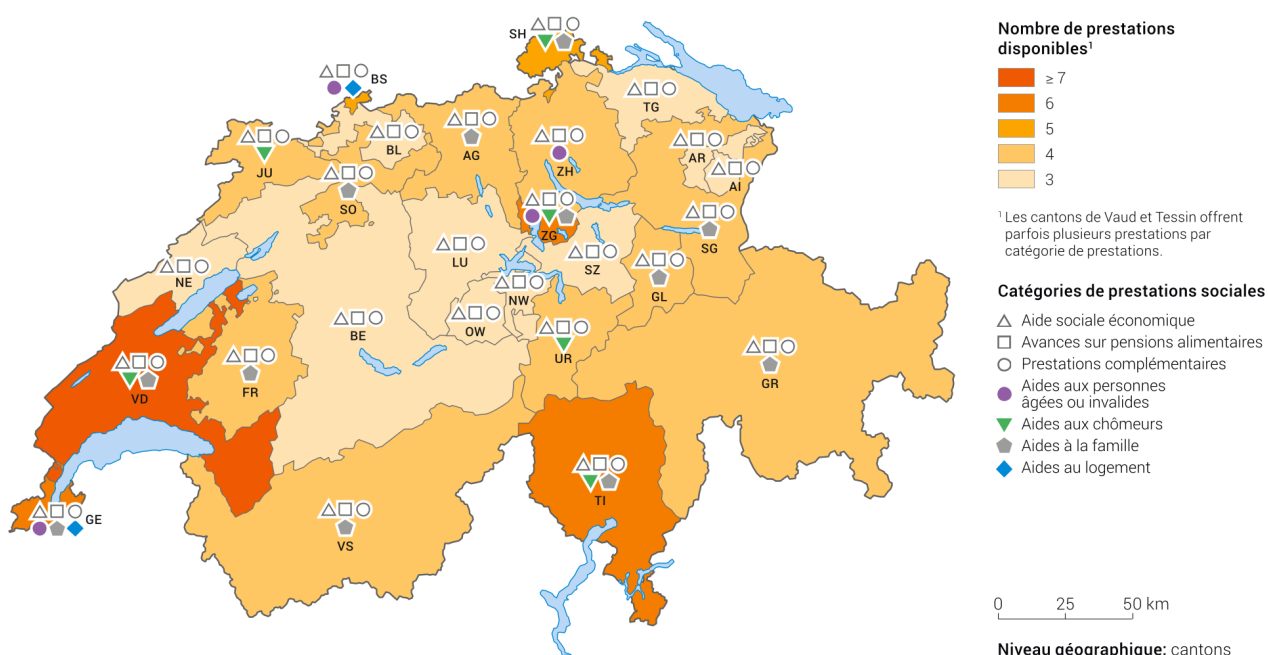 SH
BS
TG
BL
AG
ZH
AR
AI
JU
SO
ZG
SG
LU
SZ
NE
NW
GL
OW
BE
UR
FR
GR
VD
TI
GE
VS
Nombre de prestations
disponibles¹
≥ 7
6
5
4
3
¹ Les cantons de Vaud et Tessin offrent
parfois plusieurs prestations par
catégorie de prestations.
Catégories de prestations sociales
Aide sociale économique
Avances sur pensions alimentaires
Prestations complémentaires
Aides aux personnes
âgées ou invalides
Aides aux chômeurs
Aides à la famille
Aides au logement
0 25 50 km
Niveau géographique: cantons